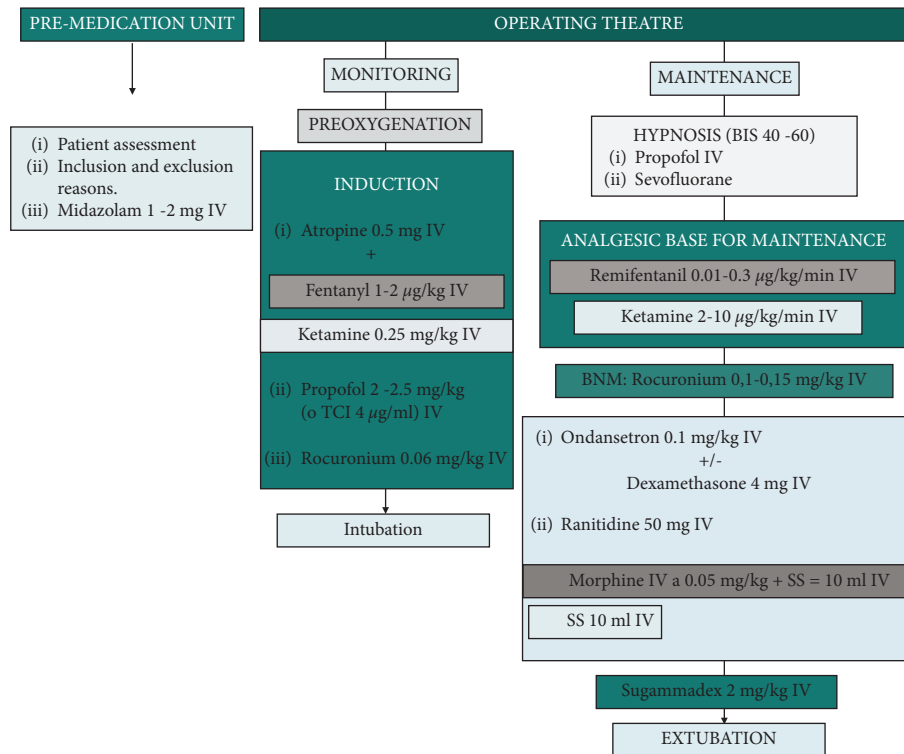 PRE-MEDICATION UNIT
(i) Patient assessment
(ii) Inclusion and exclusion
reasons.
(iii) Midazolam 1 -2 mg IV
OPERATING THEATRE
MONITORING
PREOXYGENATION
INDUCTION
(i) Atropine 0.5 mg IV
+
Fentanyl 1-2 µg/kg IV
Ketamine 0.25 mg/kg IV
(ii) Propofol 2 -2.5 mg/kg
(o TCI 4 µg/ml) IV
(iii) Rocuronium 0.06 mg/kg IV
Intubation
MAINTENANCE
HYPNOSIS (BIS 40 -60)
(i) Propofol IV
(ii) Sevofluorane
ANALGESIC BASE FOR MAINTENANCE
Remifentanil 0.01-0.3 µg/kg/min IV
Ketamine 2-10 µg/kg/min IV
BNM: Rocuronium 0,1-0,15 mg/kg IV
(i) Ondansetron 0.1 mg/kg IV
+/-
Dexamethasone 4 mg IV
(ii) Ranitidine 50 mg IV
Morphine IV a 0.05 mg/kg + SS = 10 ml IV
SS 10 ml IV
Sugammadex 2 mg/kg IV
EXTUBATION